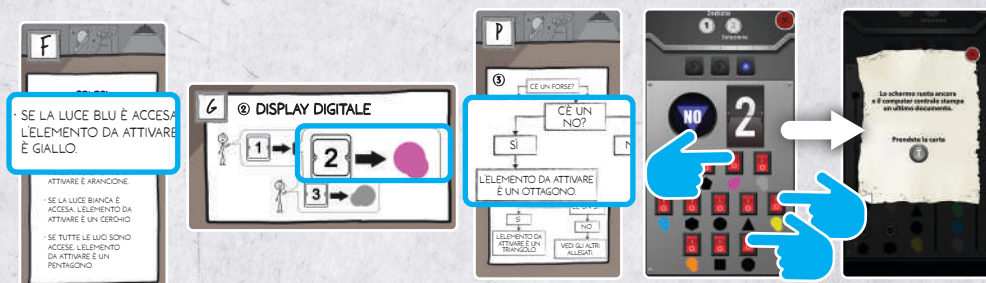 F
· SE LA LUCE BLU È ACCESA
L'ELEMENTO DA ATTIVARE
È GIALLO.
ATTIVARE È ARANCIONE.
· SE LA LUCE BIANCA È
ACCESA, L'ELEMENTO DA
ATTIVARE È UN CERCHIO.
· SE TUTTE LE LUCI SONO
ACCESE, L'ELEMENTO
DA ATTIVARE È UN
PENTAGONO.
G
② DISPLAY DIGITALE
1
2
3
P
③
C'È UN FORSE?
C'È UN
NO?
SÌ
L'ELEMENTO DA ATTIVARE
È UN OTTAGONO.
SÌ
NO
L'ELEMENTO DA
ATTIVARE È UN
TRIANGOLO.
VEDI GLI ALTRI
ALLEGATI.
Indizio
1 2
Soluzione
NO
2
Lo schermo ruota ancora
e il computer centrale stampa
un ultimo documento.
Prendete la carta